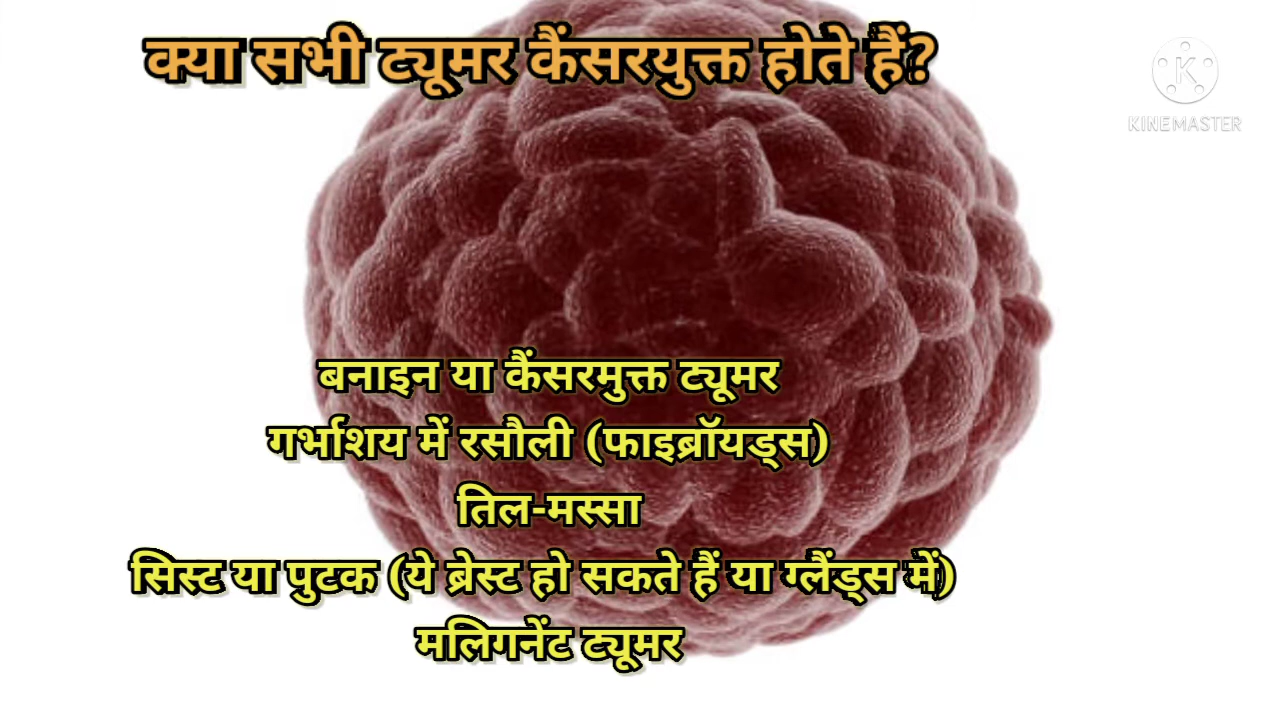 क्या सभी ट्यूमर कैंसरयुक्त होते हैं?
KINEMASTER
बनाइन या कैंसरमुक्त ट्यूमर
गर्भाशय में रसौली (फाइब्रॉयड्स)
तिल-मस्सा
सिस्ट या पुटक (ये ब्रेस्ट हो सकते हैं या ग्लैंड्स में)
मलिगनेंट ट्यूमर